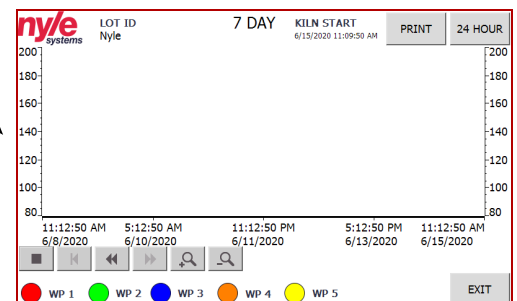 nyle
systems
LOT ID
Nyle
7 DAY
KILN START
6/15/2020 11:09:50 AM
PRINT
24 HOUR
200 200
180 180
160 160
140 140
120 120
100 100
80 80
11:12:50 AM 5:12:50 AM 11:12:50 PM 5:12:50 PM 11:12:50 AM
6/8/2020 6/10/2020 6/11/2020 6/13/2020 6/15/2020
WP 1 WP 2 WP 3 WP 4 WP 5
EXIT